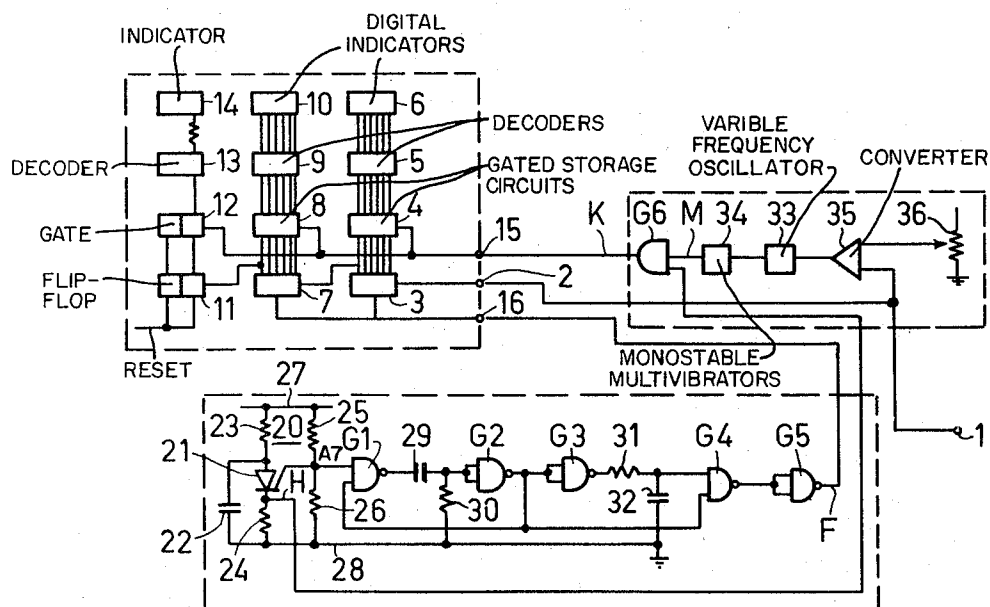 INDICATOR
DIGITAL
INDICATORS
14
10
6
DECODER
13
9
5
DECODERS
GATED STORAGE
CIRCUITS
12
8
4
GATE
FLIP-
FLOP
11
7
3
RESET
15
2
16
K
G6
M
34
33
35
36
VARIBLE
FREQUENCY
OSCILLATOR
CONVERTER
MONOSTABLE
MULTIVIBRATORS
1
27
23
20
25
21
A7
G1
29
G2
G3
31
G4
G5
H
22
24
26
28
30
32
F